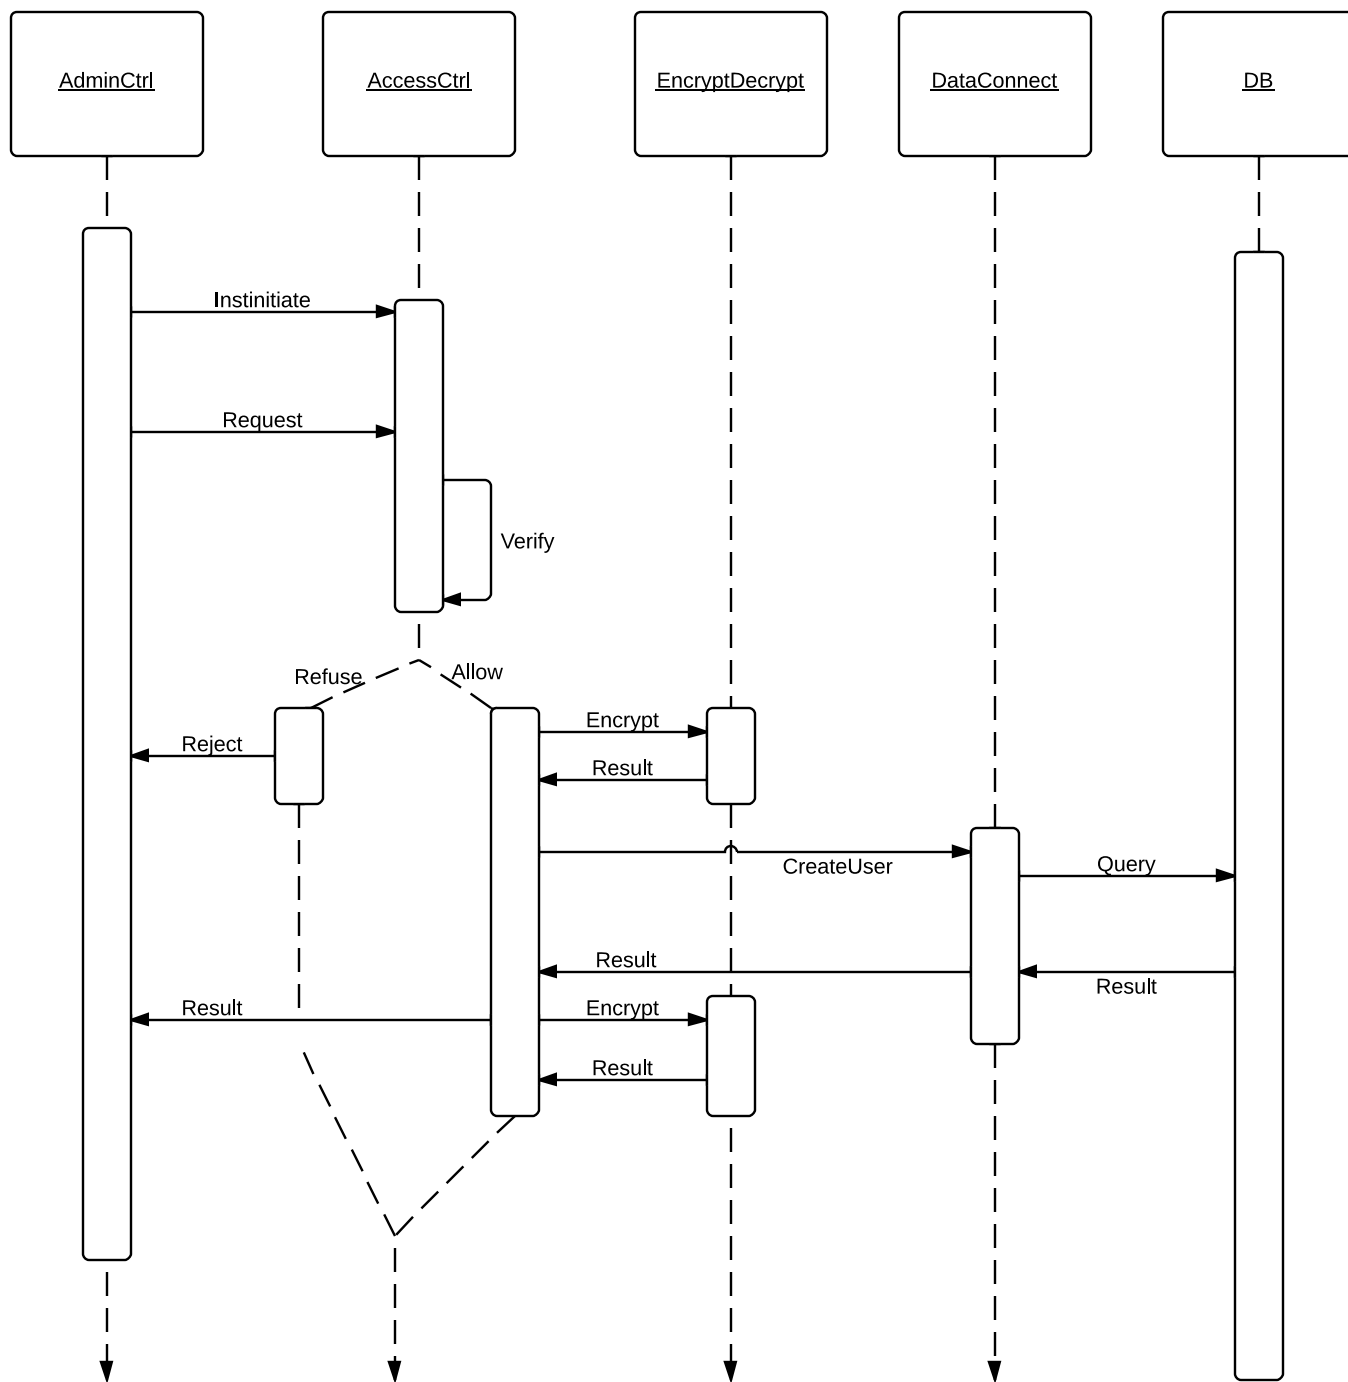 AdminCtrl
AccessCtrl
EncryptDecrypt
DataConnect
DB
Instinitiate
Request
Verify
Refuse
Allow
Encrypt
Reject
Result
CreateUser
Query
Result
Result
Result
Encrypt
Result